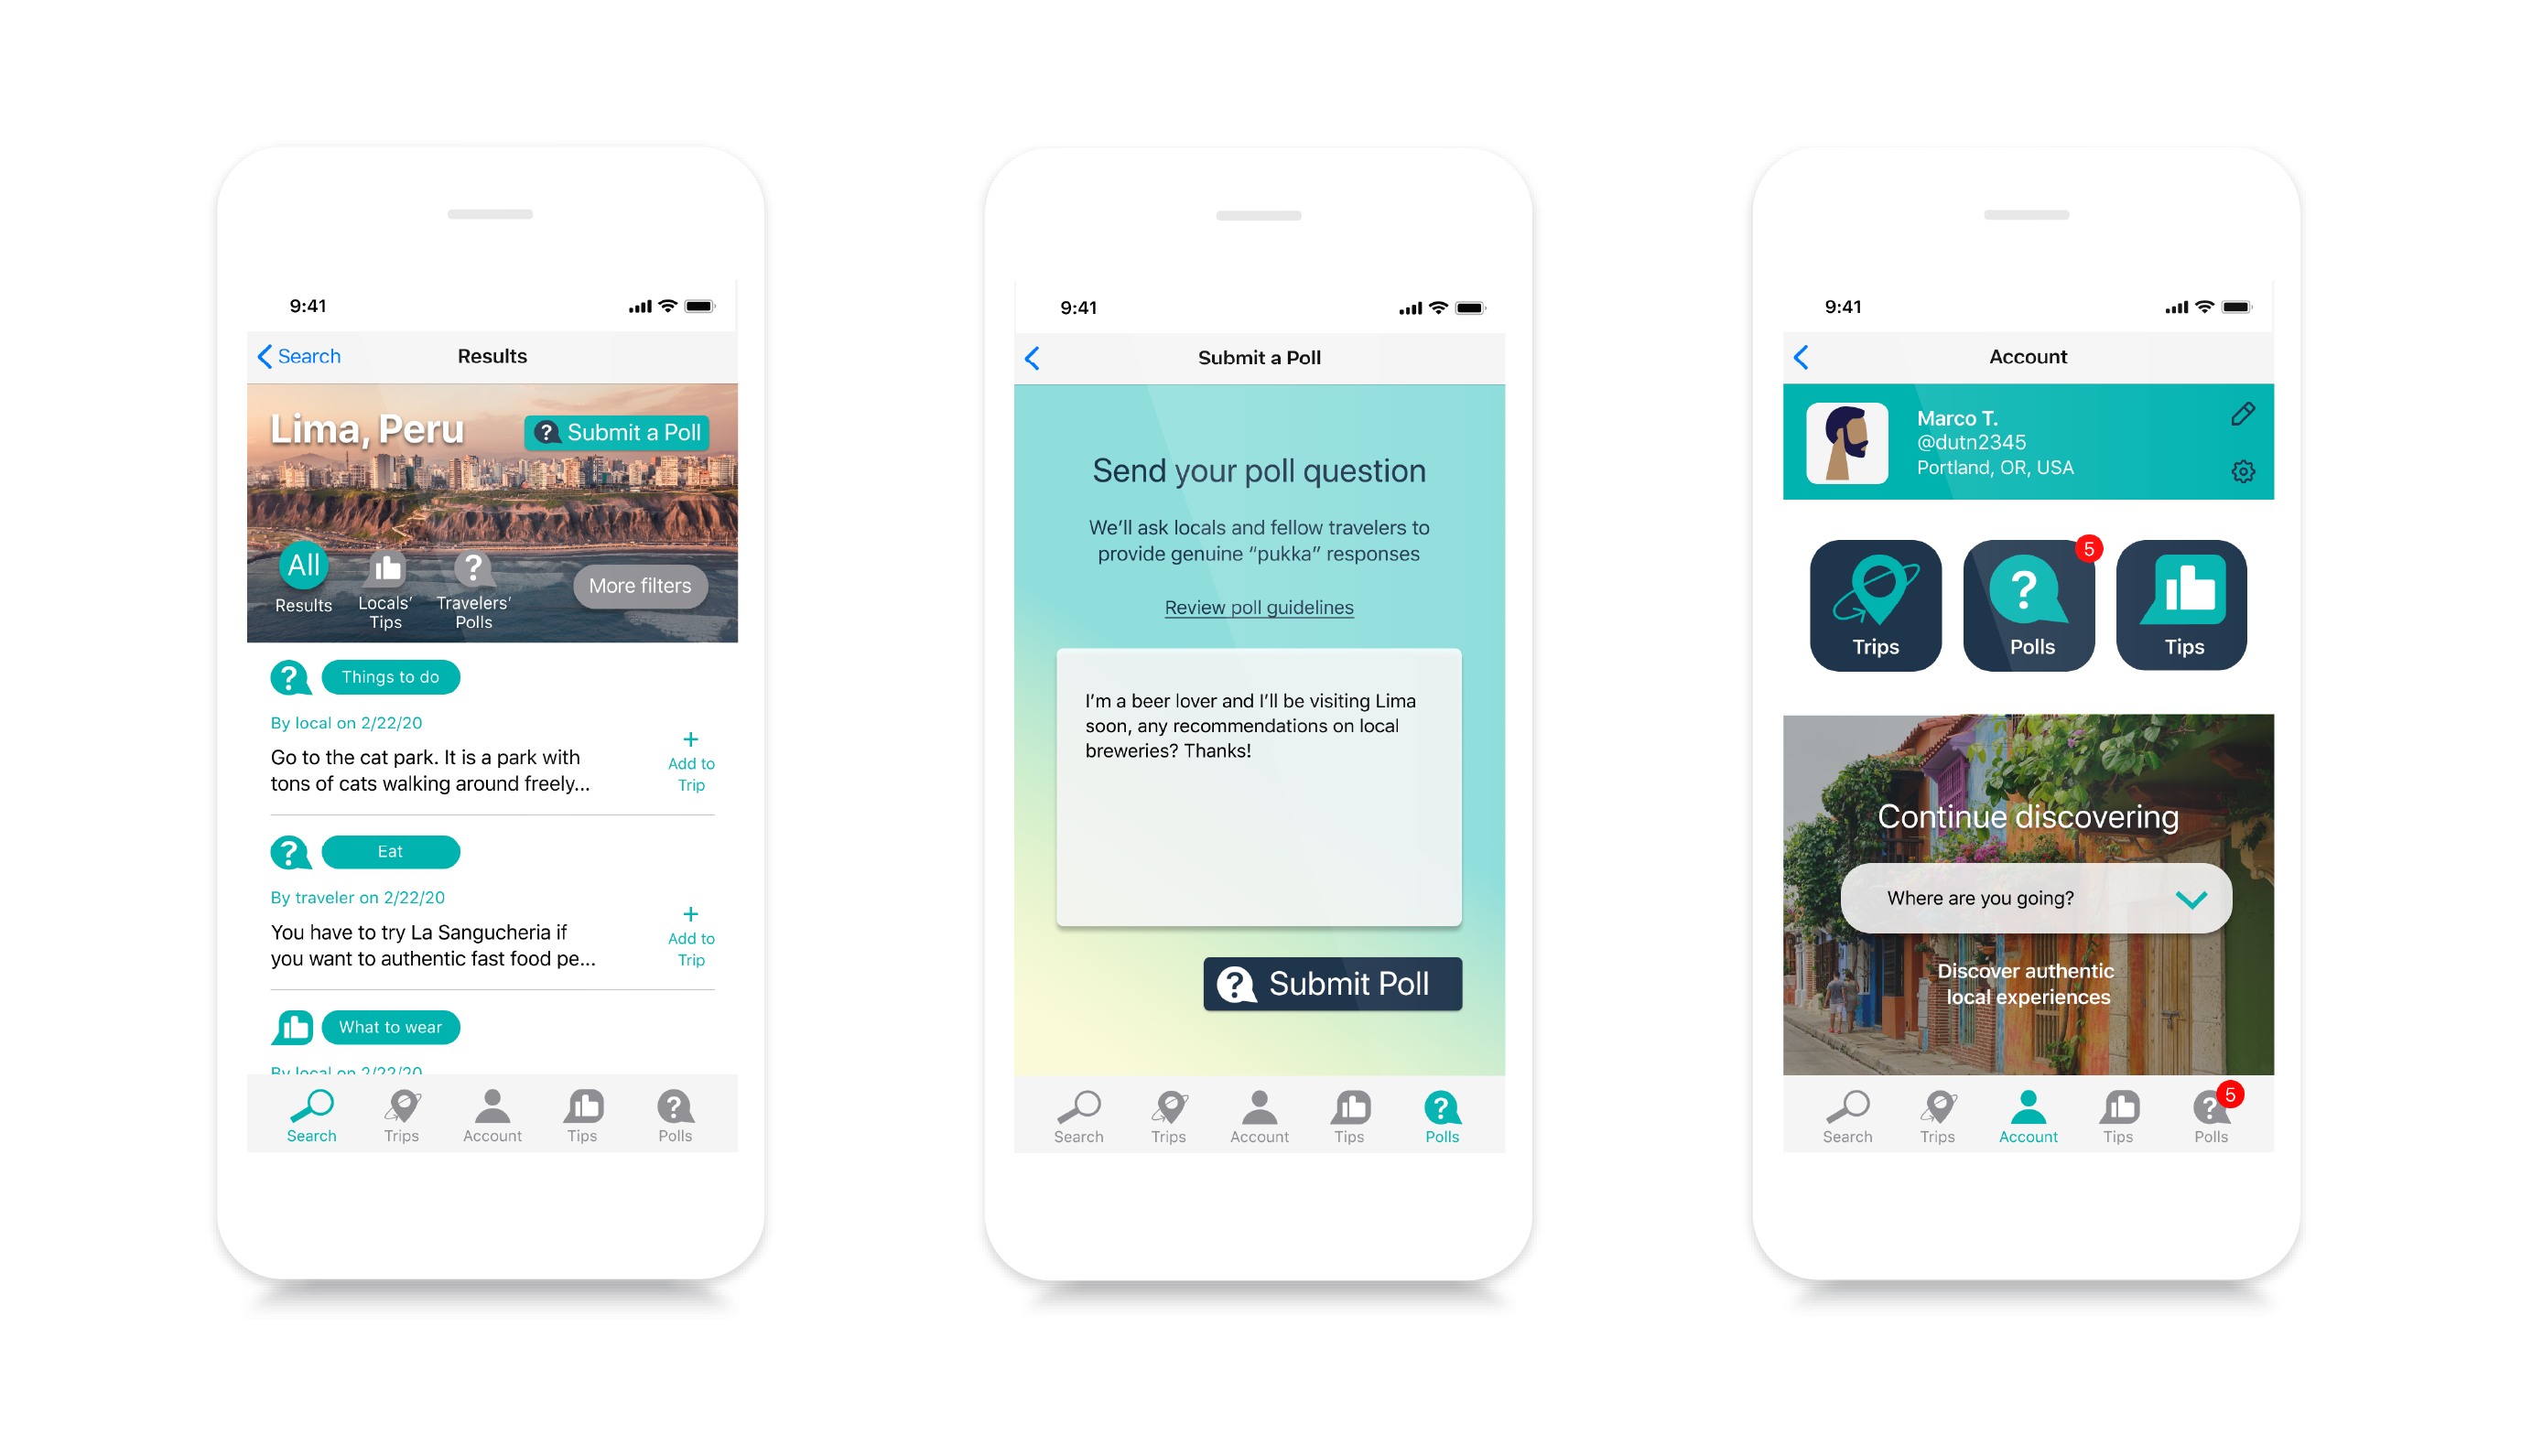 9:41
Search
Results
Lima, Peru
? Submit a Poll
All
Results
Locals’
Tips
?
Travelers’
Polls
More filters
? Things to do
By local on 2/22/20
Go to the cat park. It is a park with
tons of cats walking around freely...
+
Add to
Trip
? Eat
By traveler on 2/22/20
You have to try La Sangucheria if
you want to authentic fast food pe...
+
Add to
Trip
What to wear
By local on 2/22/20
Search
Trips
Account
Tips
?
Polls
9:41
Submit a Poll
Send your poll question
We’ll ask locals and fellow travelers to
provide genuine “pukka” responses
Review poll guidelines
I’m a beer lover and I’ll be visiting Lima
soon, any recommendations on local
breweries? Thanks!
? Submit Poll
Search
Trips
Account
Tips
?
Polls
9:41
Account
Marco T.
@dutn2345
Portland, OR, USA
Trips
?
5
Polls
Tips
Continue discovering
Where are you going?
Discover authentic
local experiences
Search
Trips
Account
Tips
?
5
Polls